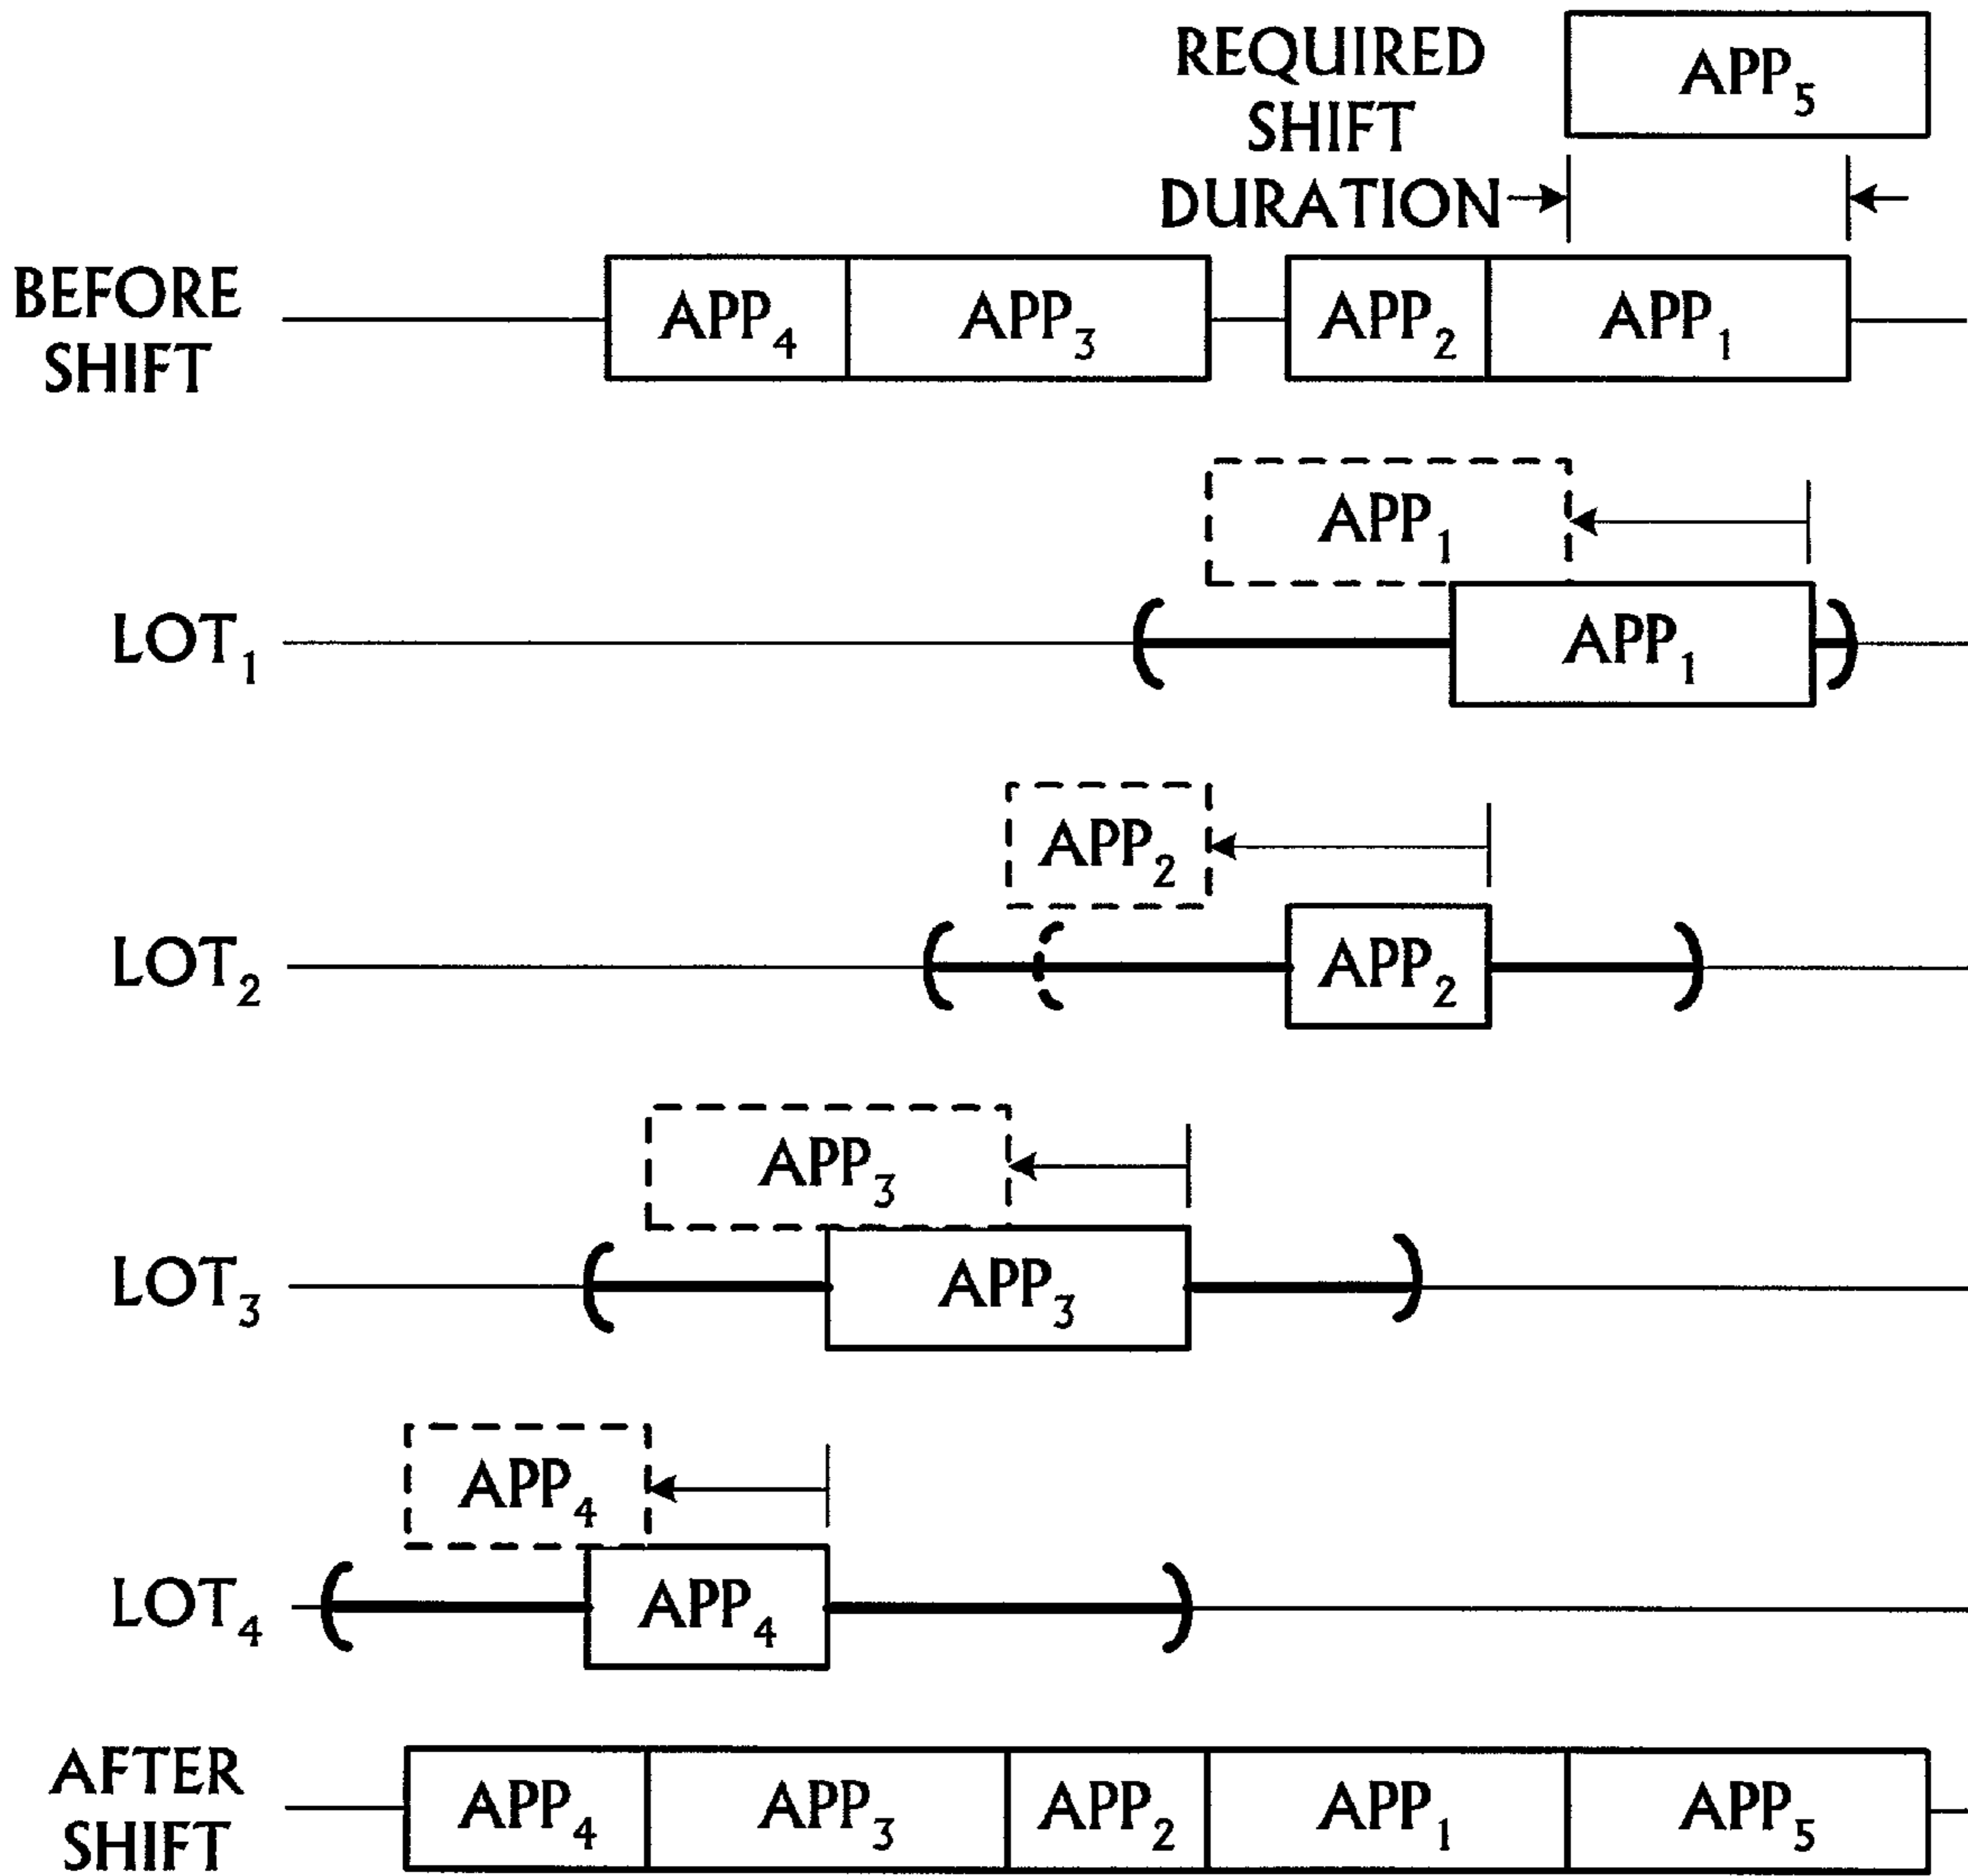 REQUIRED
SHIFT
DURATION
APP₅
BEFORE
SHIFT
APP₄ APP₃ APP₂ APP₁
APP₁
LOT₁ APP₁
APP₂
LOT₂ APP₂
APP₃
LOT₃ APP₃
APP₄
LOT₄ APP₄
AFTER
SHIFT
APP₄ APP₃ APP₂ APP₁ APP₅